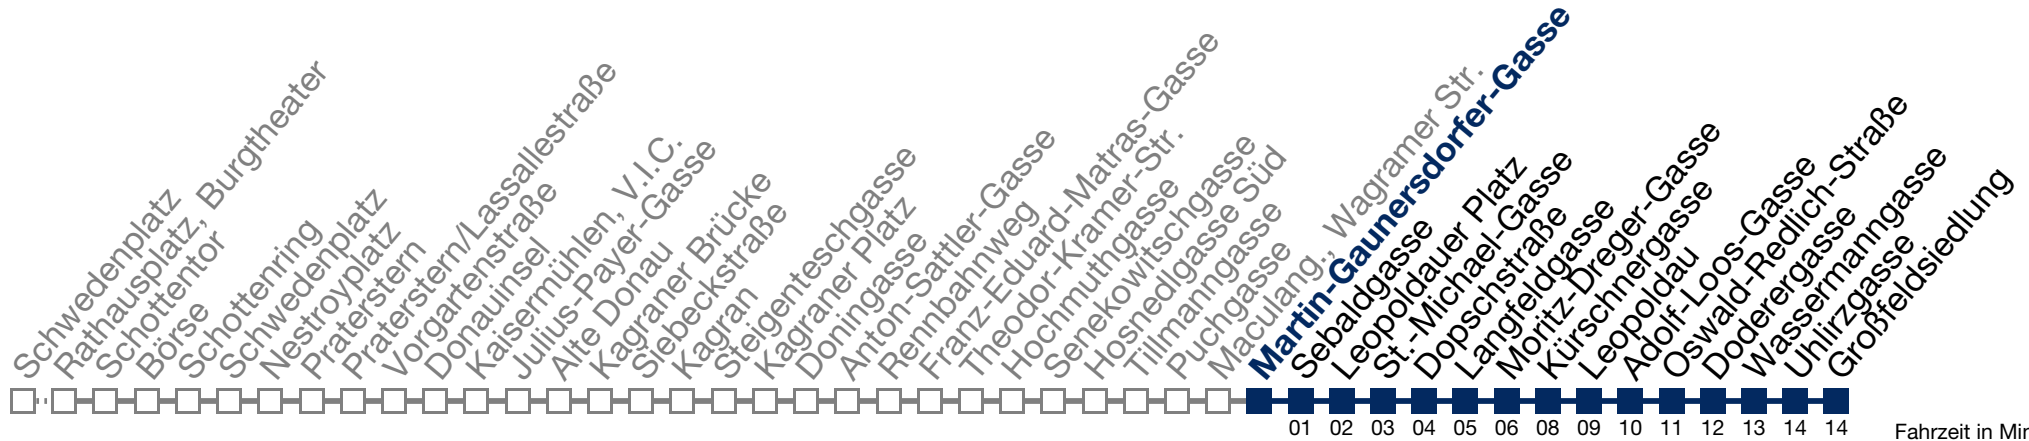 Schwedenplatz
Rathausplatz, Burgtheater
Schottentor
Börse
Schottenring
Schwedenplatz
Nestroyplatz
Praterstern
Praterstern/Lassallestraße
Vorgartenstraße
Donauinsel
Kaisermühlen, V.I.C.
Julius-Payer-Gasse
Alte Donau
Kagraner Brücke
Siebeckstraße
Kagran
Steigenteschgasse
Kagraner Platz
Doningasse
Anton-Sattler-Gasse
Rennbahnweg
Franz-Eduard-Matras-Gasse
Theodor-Kramer-Str.
Hochmuthgasse
Senekowitschgasse
Hosnedlgasse Süd
Tillmanngasse
Puchgasse
Maculang., Wagramer Str.
Martin-Gaunersdorfer-Gasse
Sebaldgasse
Leopoldauer Platz
St.-Michael-Gasse
Dopschstraße
Langfeldgasse
Moritz-Dreger-Gasse
Kürschnergasse
Leopoldau
Adolf-Loos-Gasse
Oswald-Redlich-Straße
Doderergasse
Wassermanngasse
Uhlirzgasse
Großfeldsiedlung
01 02 03 04 05 06 08 09 10 11 12 13 14 14
Fahrzeit in Min